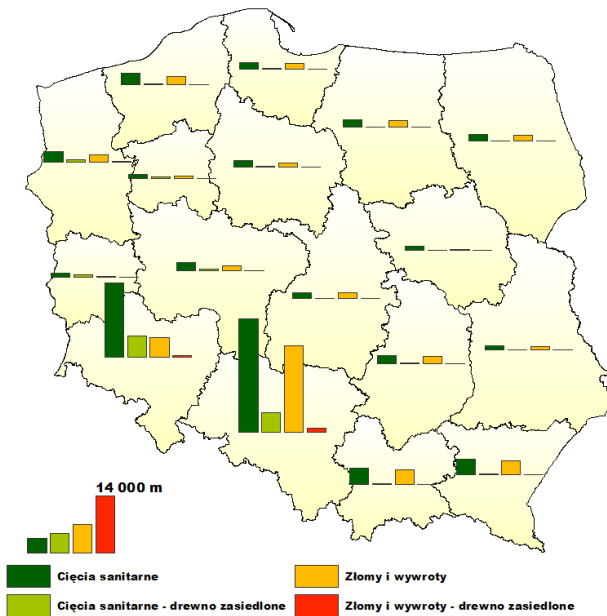 14 000 m
Cięcia sanitarne
Złomy i wywroty
Cięcia sanitarne - drewno zasiedlone
Złomy i wywroty - drewno zasiedlone